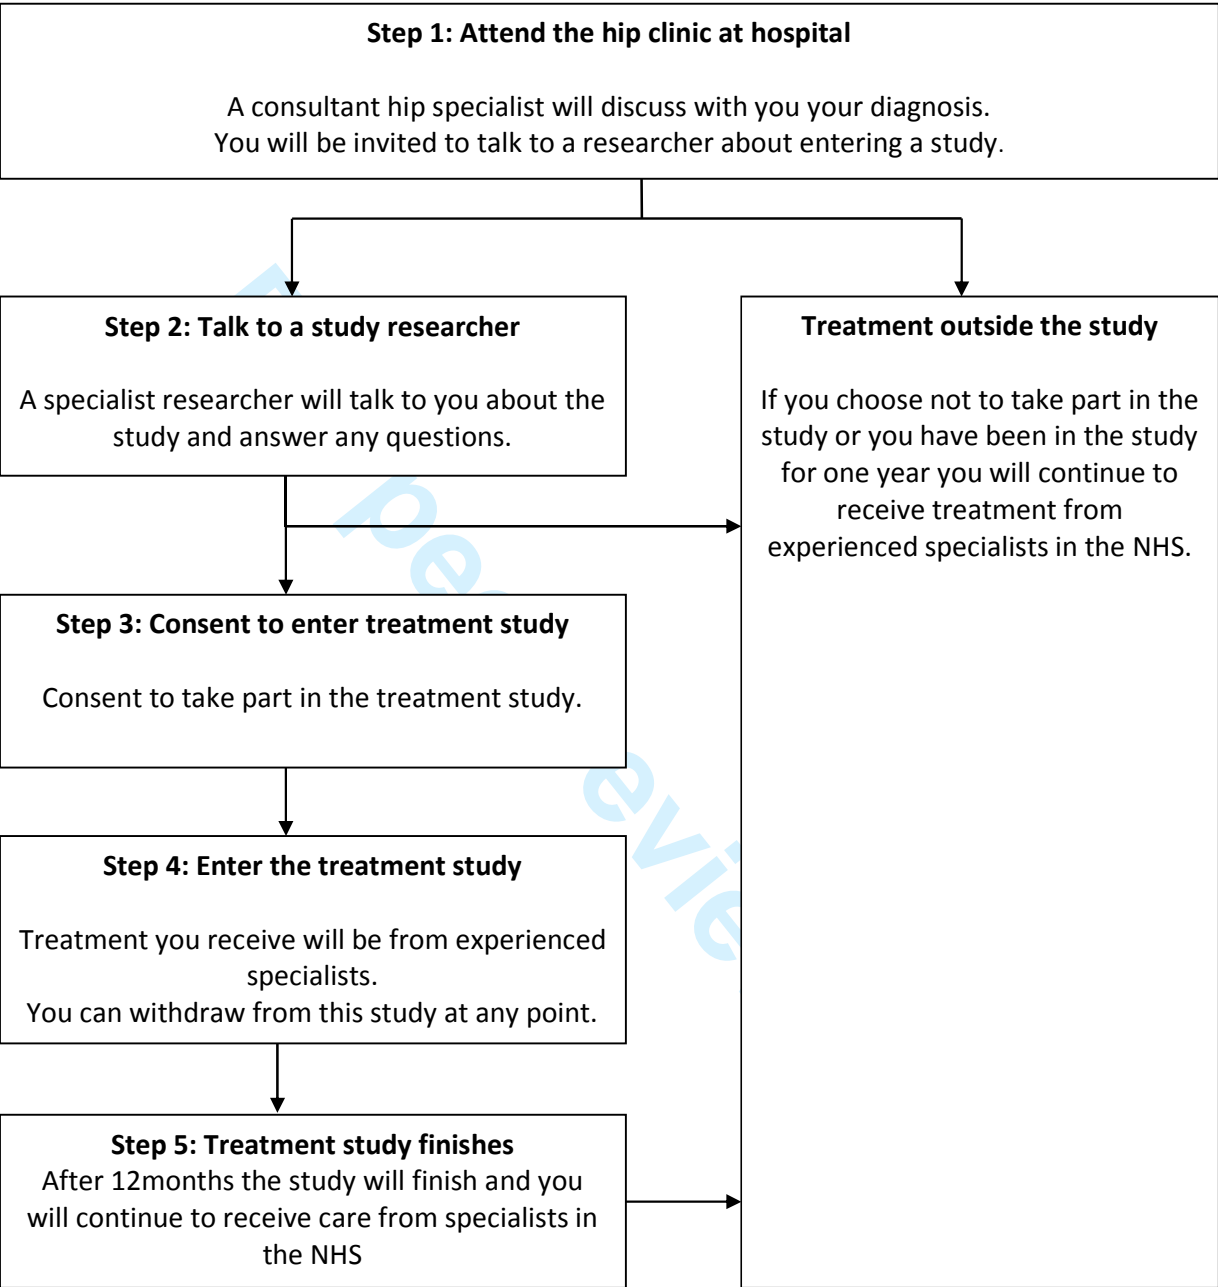 Step 1: Attend the hip clinic at hospital
A consultant hip specialist will discuss with you your diagnosis.
You will be invited to talk to a researcher about entering a study.
Step 2: Talk to a study researcher
A specialist researcher will talk to you about the
study and answer any questions.
Treatment outside the study
If you choose not to take part in the
study or you have been in the study
for one year you will continue to
receive treatment from
experienced specialists in the NHS.
Step 3: Consent to enter treatment study
Consent to take part in the treatment study.
Step 4: Enter the treatment study
Treatment you receive will be from experienced
specialists.
You can withdraw from this study at any point.
Step 5: Treatment study finishes
After 12months the study will finish and you
will continue to receive care from specialists in
the NHS